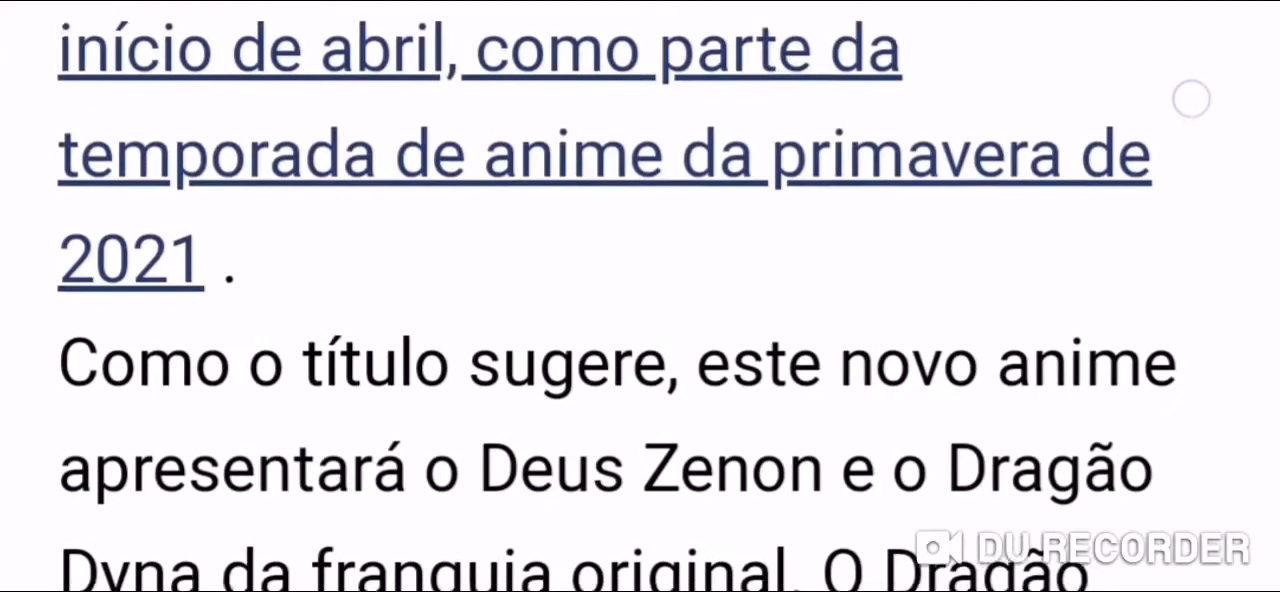 início de abril, como parte da
temporada de anime da primavera de
2021 .
Como o título sugere, este novo anime
apresentará o Deus Zenon e o Dragão
Dyna da franquia original. O Dragão
DU RECORDER